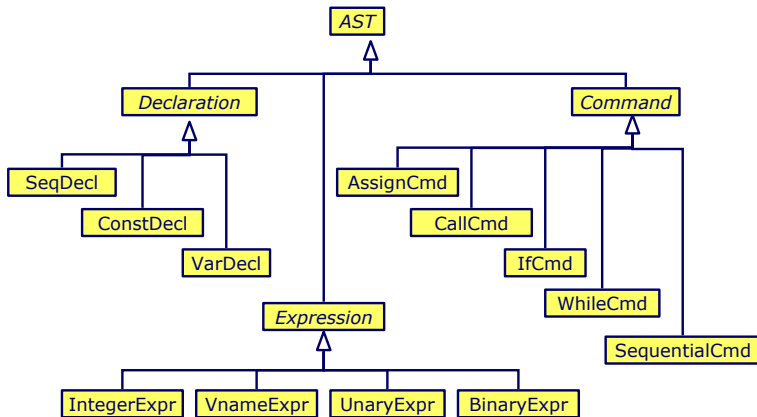 AST
Declaration
Command
SeqDecl
AssignCmd
ConstDecl
CallCmd
VarDecl
IfCmd
WhileCmd
Expression
SequentialCmd
IntegerExpr
VnameExpr
UnaryExpr
BinaryExpr